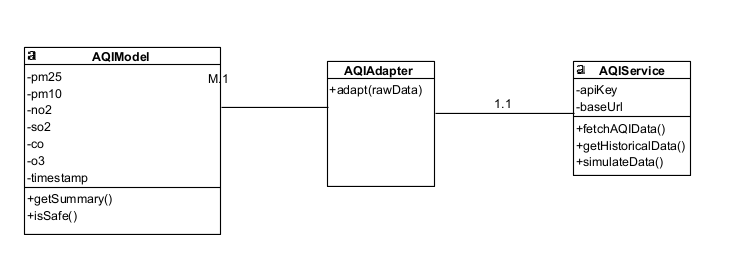 a AQIModel
-pm25
-pm10
-no2
-so2
-co
-o3
-timestamp
+getSummary()
+isSafe()
M.1
AQIAdapter
+adapt(rawData)
1.1
a AQIService
-apiKey
-baseUrl
+fetchAQIData()
+getHistoricalData()
+simulateData()